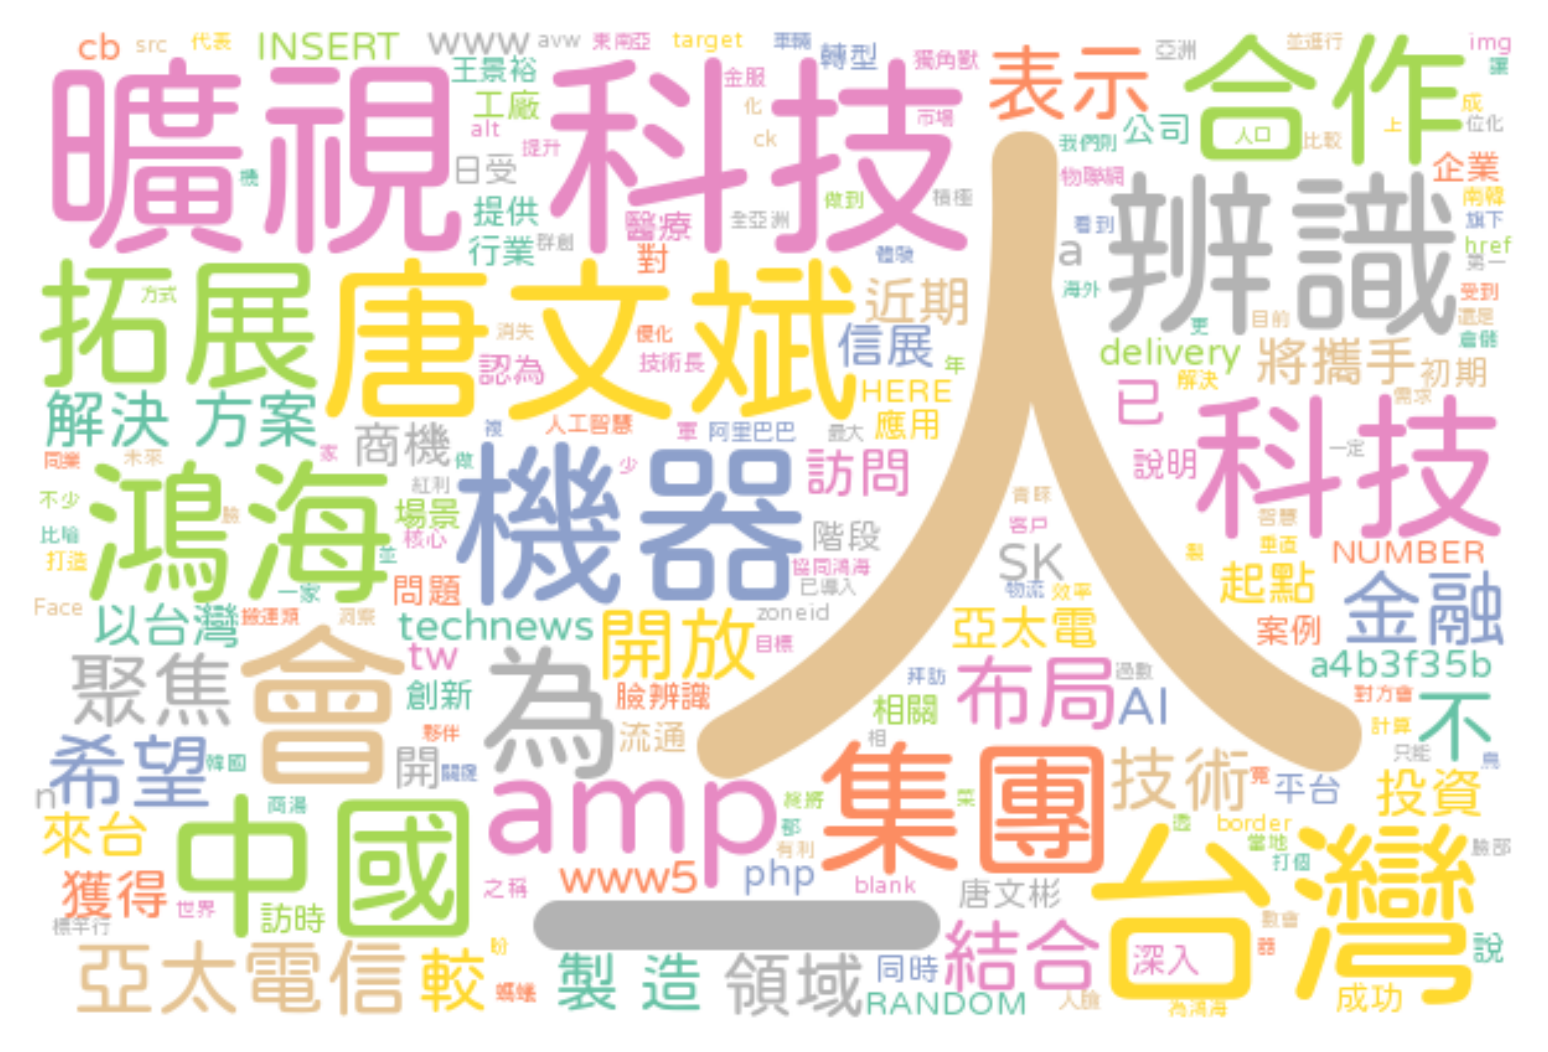 cb src 代表 INSERT www avw 東南亞 target 軍輛 轉型 獨角獸 表示 亞洲 合作 並進行 img 讓
曠視 科技 王景裕 工廠 alt 提升 日受 機 提供 行業 群創 金服 化 ck 市場 做到 積極 全亞洲 醫療 對 體驗
我們則 公司 人口 比較 上 成 位化 企業 物聯網 南韓 旗下 看到 a 辨識 href 第一 海外 受到
拓展 方式 唐文斌 消失 優化 認為 技術長 近期 信展 HERE 年 更 目前 還是 倉儲 delivery 將攜手 初期 解決 需求 已
解決 方案 商機 複 人工智慧 軍 阿里巴巴 最大 應用 科技 說明 一定
同業 未來 家 做 少 紅利 訪問 鴻海 機器 不少 臉 場景 核心 比喻 打造 並 階段 協同鴻海 已導入 人 青睞 客戶 SK 智慧 垂直 裂 NUMBER
Face 以台灣 搬運類 一家 洞察 問題 technews 開放 zoneid 目標 物流 效率 亞太電 起點 案例 金融
聚焦 會 tw 創新 為 臉辨識 流通 拜訪 相關 相 布局 過數 AI a4b3f35b 對方會 不 計算 只能
希望 韓國 夥伴 開 關鍵 n 商湯 amp 都 有利 集團 技術 平台 投資
來台 中國 獲得 世界 訪時 之稱 www5 php blank 唐文彬 border 當地 打個 臉部 台灣
標竿行 一 結合 深入 數會 器 說
亞太電信 較 盼 螞蟻 製造 領域 同時 RANDOM 人臉 為鴻海 成功